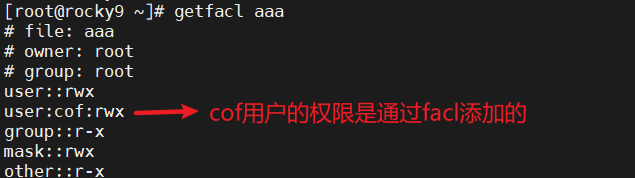 [root@rocky9 ~]# getfacl aaa
# file: aaa
# owner: root
# group: root
user::rwx
user:cof:rwx
cof用户的权限是通过facl添加的
group::r-x
mask::rwx
other::r-x